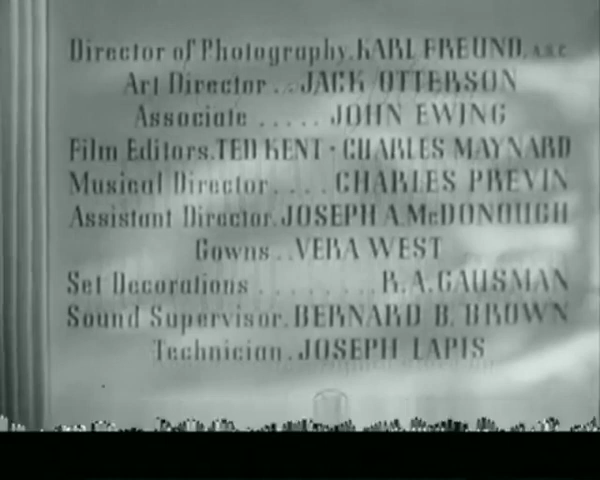 Director of Photography. KARL FREUND, A.S.C.
Art Director .. JACK OTTERSON
Associate ..... JOHN EWING
Film Editors. TED KENT · CHARLES MAYNARD
Musical Director .... CHARLES PREVIN
Assistant Director. JOSEPH A. McDONOUGH
Gowns .. VERA WEST
Set Decorations ........ R. A. GAUSMAN
Sound Supervisor. BERNARD B. BROWN
Technician. JOSEPH LAPIS